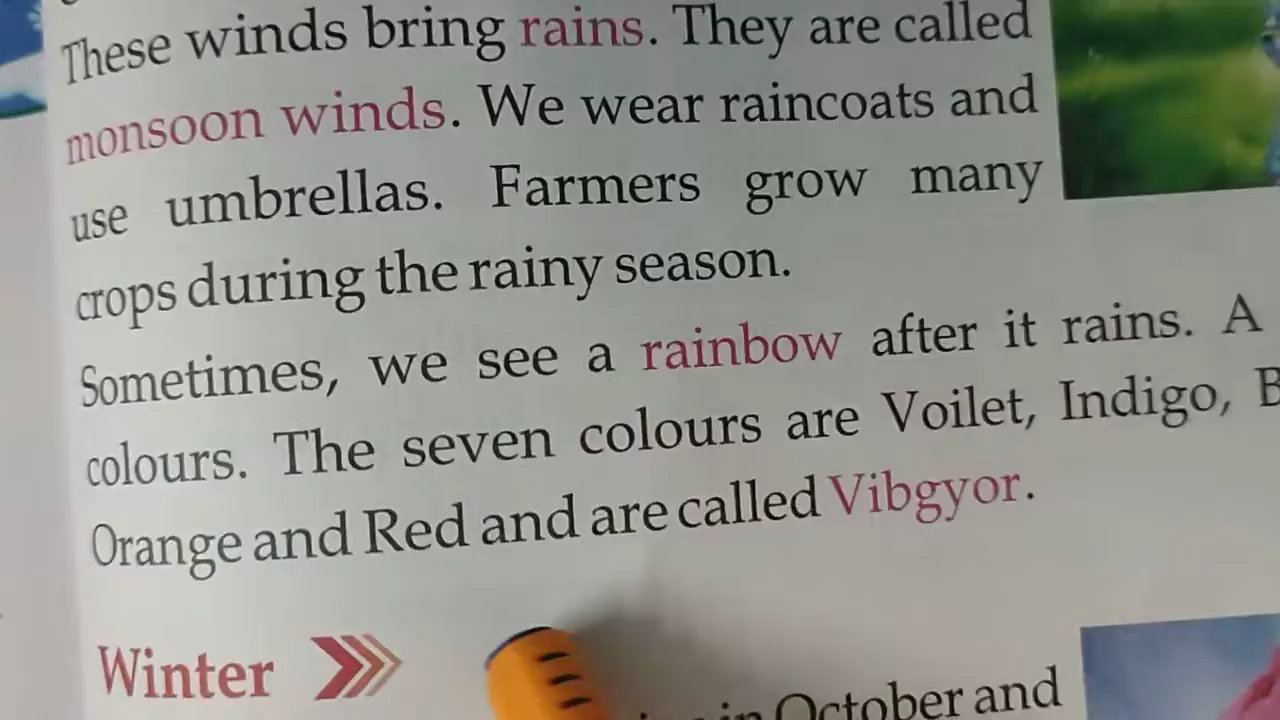 These winds bring rains. They are called
monsoon winds. We wear raincoats and
use umbrellas. Farmers grow many
crops during the rainy season.
Sometimes, we see a rainbow after it rains. A
colours. The seven colours are Voilet, Indigo, B
Orange and Red and are called Vibgyor.
Winter
in October and